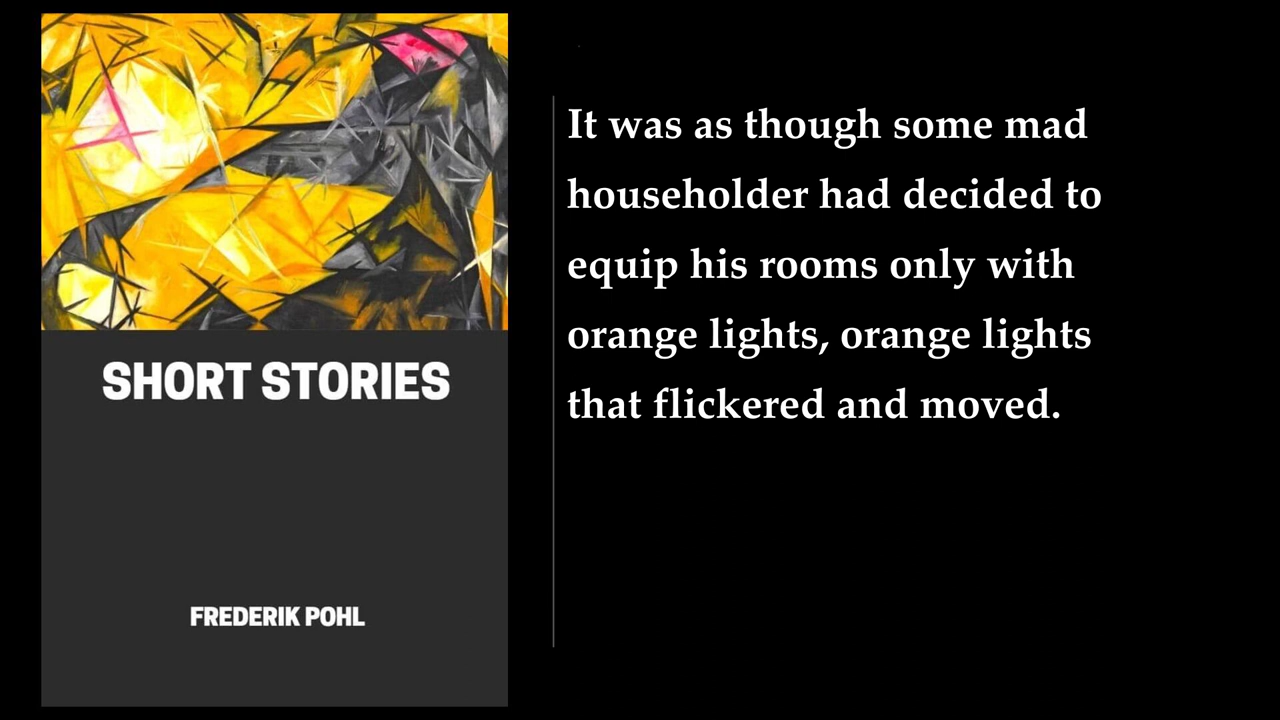 SHORT STORIES
FREDERIK POHL
It was as though some mad
householder had decided to
equip his rooms only with
orange lights, orange lights
that flickered and moved.